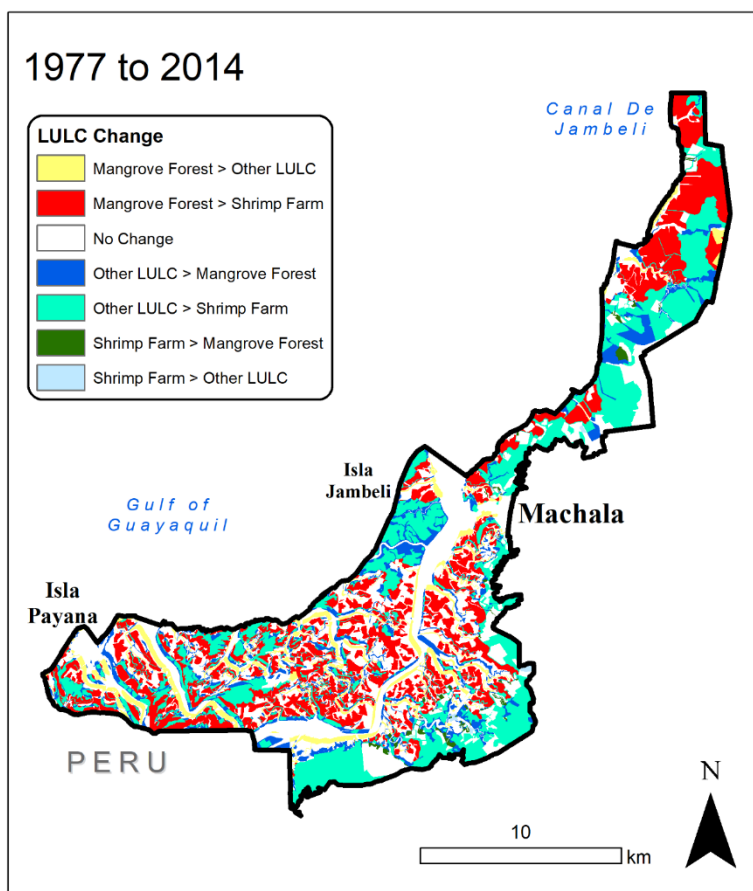 1977 to 2014
LULC Change
Mangrove Forest > Other LULC
Mangrove Forest > Shrimp Farm
No Change
Other LULC > Mangrove Forest
Other LULC > Shrimp Farm
Shrimp Farm > Mangrove Forest
Shrimp Farm > Other LULC
Canal De
Jambeli
Isla
Jambeli
Gulf of
Guayaquil
Machala
Isla
Payana
PERU
N
10
km